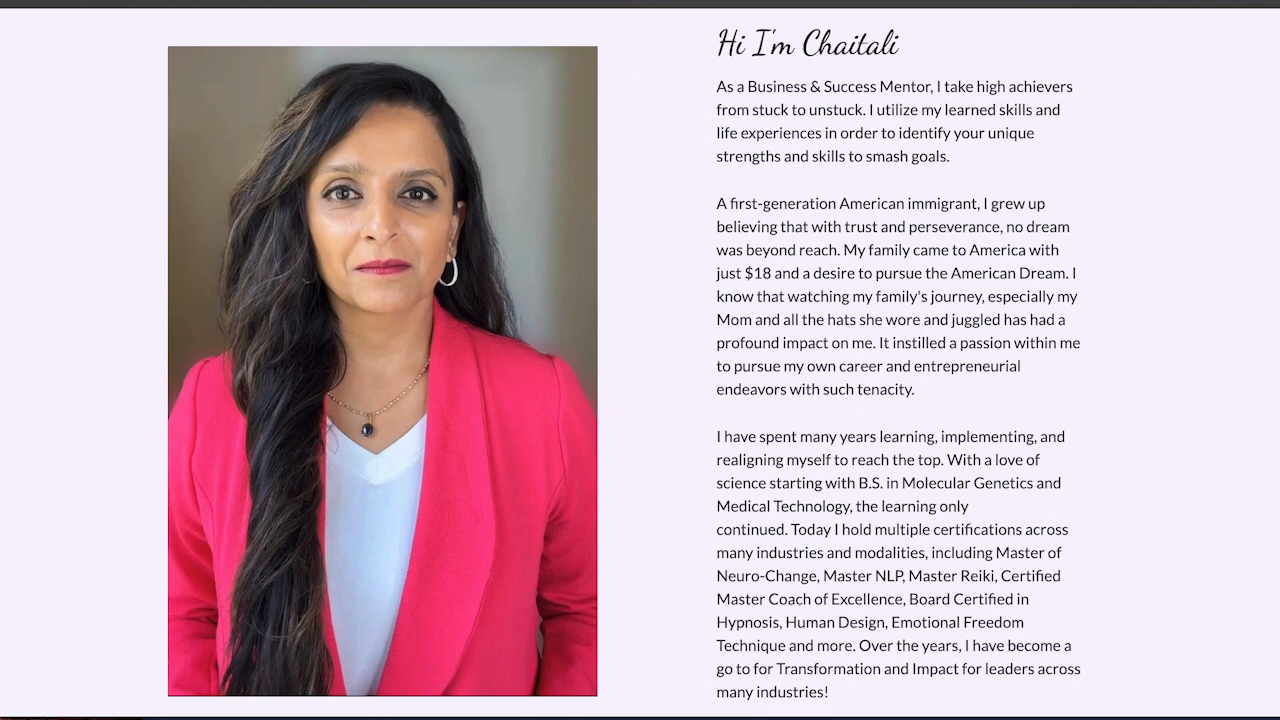 Hi I'm Chaitali
As a Business & Success Mentor, I take high achievers
from stuck to unstuck. I utilize my learned skills and
life experiences in order to identify your unique
strengths and skills to smash goals.
A first-generation American immigrant, I grew up
believing that with trust and perseverance, no dream
was beyond reach. My family came to America with
just $18 and a desire to pursue the American Dream. I
know that watching my family's journey, especially my
Mom and all the hats she wore and juggled has had a
profound impact on me. It instilled a passion within me
to pursue my own career and entrepreneurial
endeavors with such tenacity.
I have spent many years learning, implementing, and
realigning myself to reach the top. With a love of
science starting with B.S. in Molecular Genetics and
Medical Technology, the learning only
continued. Today I hold multiple certifications across
many industries and modalities, including Master of
Neuro-Change, Master NLP, Master Reiki, Certified
Master Coach of Excellence, Board Certified in
Hypnosis, Human Design, Emotional Freedom
Technique and more. Over the years, I have become a
go to for Transformation and Impact for leaders across
many industries!